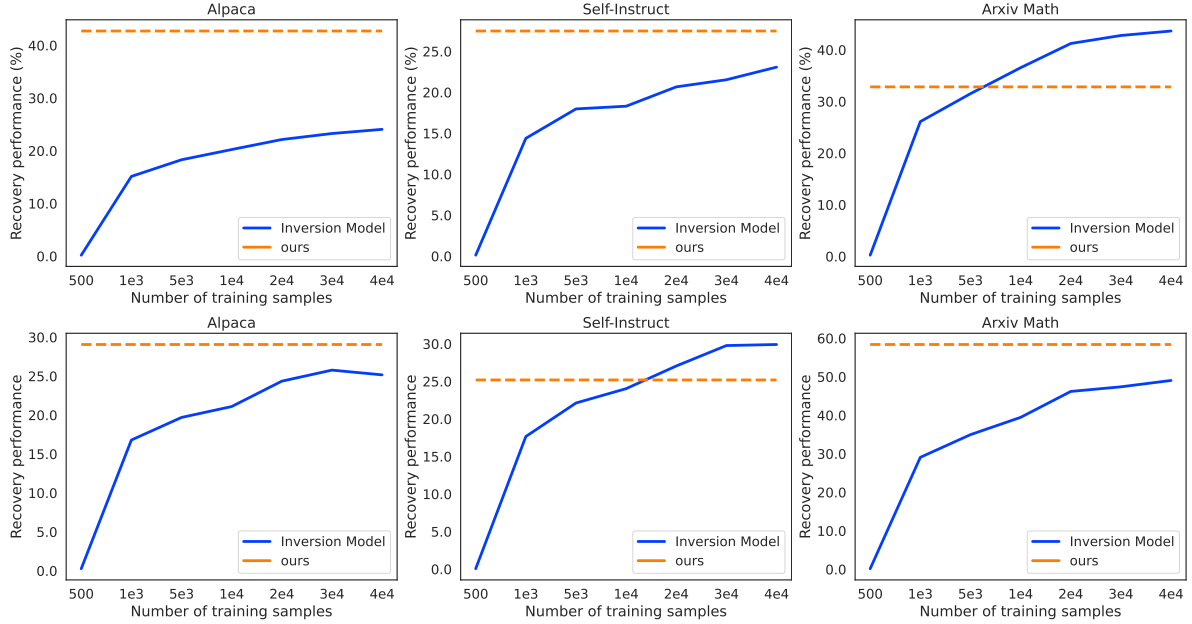 Alpaca
Recovery performance (%)
40.0
30.0
20.0
10.0
0.0
Inversion Model
ours
500 1e3 5e3 1e4 2e4 3e4 4e4
Number of training samples
Self-Instruct
Recovery performance (%)
25.0
20.0
15.0
10.0
5.0
0.0
Inversion Model
ours
500 1e3 5e3 1e4 2e4 3e4 4e4
Number of training samples
Arxiv Math
Recovery performance (%)
40.0
30.0
20.0
10.0
0.0
Inversion Model
ours
500 1e3 5e3 1e4 2e4 3e4 4e4
Number of training samples
Alpaca
Recovery performance
30.0
25.0
20.0
15.0
10.0
5.0
0.0
Inversion Model
ours
500 1e3 5e3 1e4 2e4 3e4 4e4
Number of training samples
Self-Instruct
Recovery performance
30.0
25.0
20.0
15.0
10.0
5.0
0.0
Inversion Model
ours
500 1e3 5e3 1e4 2e4 3e4 4e4
Number of training samples
Arxiv Math
Recovery performance
60.0
50.0
40.0
30.0
20.0
10.0
0.0
Inversion Model
ours
500 1e3 5e3 1e4 2e4 3e4 4e4
Number of training samples